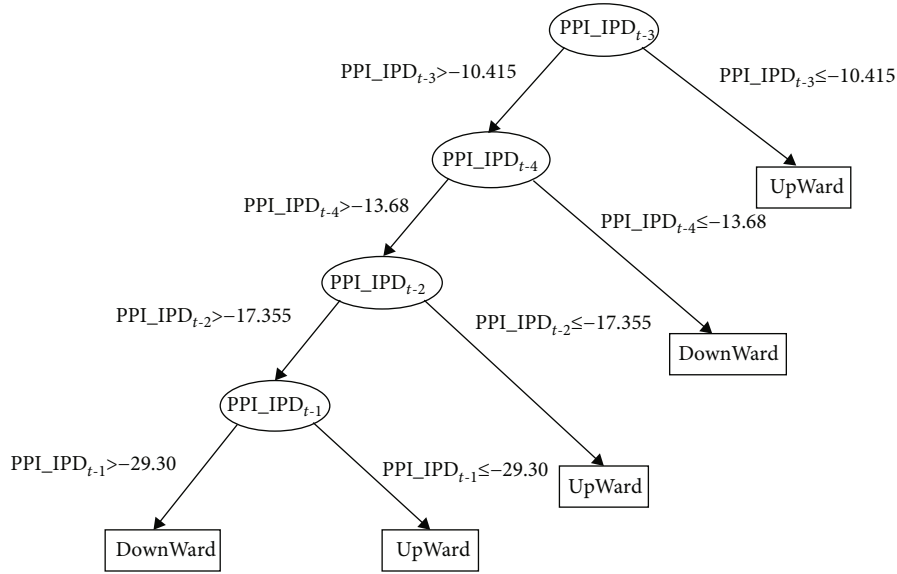 PPI_IPDt-3
PPI_IPDt-3>−10.415
PPI_IPDt-3≤−10.415
PPI_IPDt-4
UpWard
PPI_IPDt-4>−13.68
PPI_IPDt-4≤−13.68
PPI_IPDt-2
PPI_IPDt-2>−17.355
PPI_IPDt-2≤−17.355
DownWard
PPI_IPDt-1
PPI_IPDt-1>−29.30
PPI_IPDt-1≤−29.30
UpWard
DownWard
UpWard